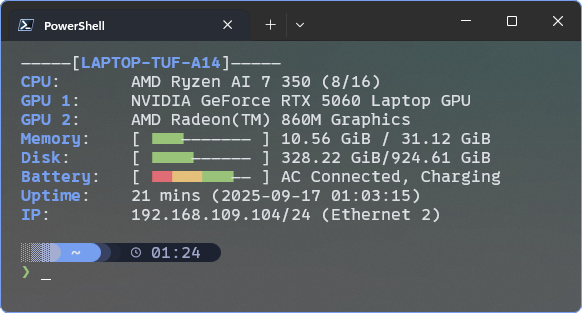 PowerShell
─────[LAPTOP-TUF-A14]─────
CPU: AMD Ryzen AI 7 350 (8/16)
GPU 1: NVIDIA GeForce RTX 5060 Laptop GPU
GPU 2: AMD Radeon(TM) 860M Graphics
Memory: [ ■■■─────── ] 10.56 GiB / 31.12 GiB
Disk: [ ■■■■────── ] 328.22 GiB/924.61 GiB
Battery: [ ■■■■■■■■── ] AC Connected, Charging
Uptime: 21 mins (2025-09-17 01:03:15)
IP: 192.168.109.104/24 (Ethernet 2)
~ 01:24
❯ _